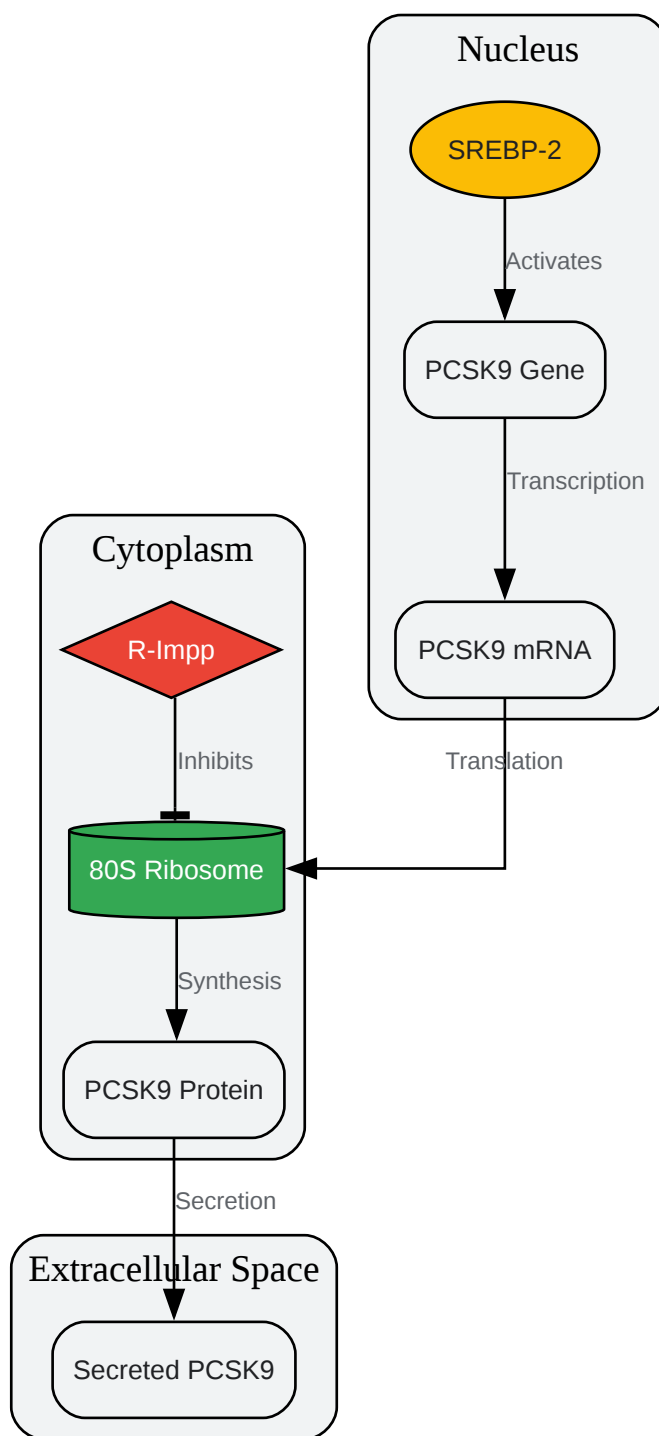 Nucleus
SREBP-2
Activates
PCSK9 Gene
Transcription
PCSK9 mRNA
Translation
Cytoplasm
R-Impp
Inhibits
80S Ribosome
Synthesis
PCSK9 Protein
Secretion
Extracellular Space
Secreted PCSK9